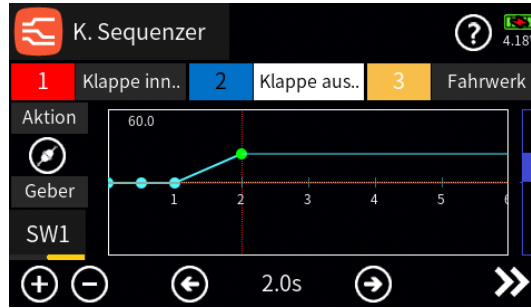 K. Sequenzer
?
4.18
1 Klappe inn.. 2 Klappe aus.. 3 Fahrwerk
Aktion
60.0
Geber
1 2 3 4 5 6
SW1
2.0s